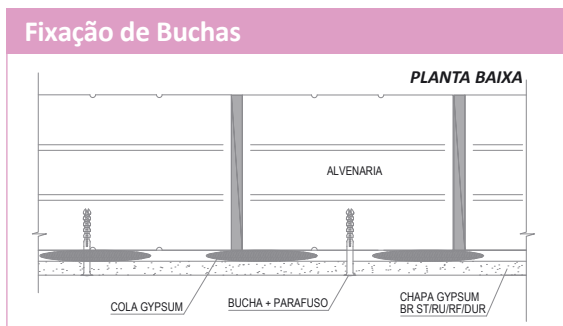 Fixação de Buchas
PLANTA BAIXA
ALVENARIA
COLA GYPSUM
BUCHA + PARAFUSO
CHAPA GYPSUM
BR ST/RU/RF/DUR